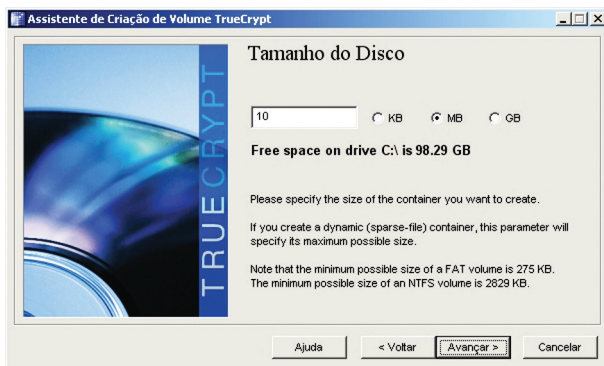 Assistente de Criação de Volume TrueCrypt
TRUECRYPT
Tamanho do Disco
10
KB
MB
GB
Free space on drive C:\ is 98.29 GB
Please specify the size of the container you want to create.
If you create a dynamic (sparse-file) container, this parameter will
specify its maximum possible size.
Note that the minimum possible size of a FAT volume is 275 KB.
The minimum possible size of an NTFS volume is 2829 KB.
Ajuda
< Voltar
Avançar >
Cancelar